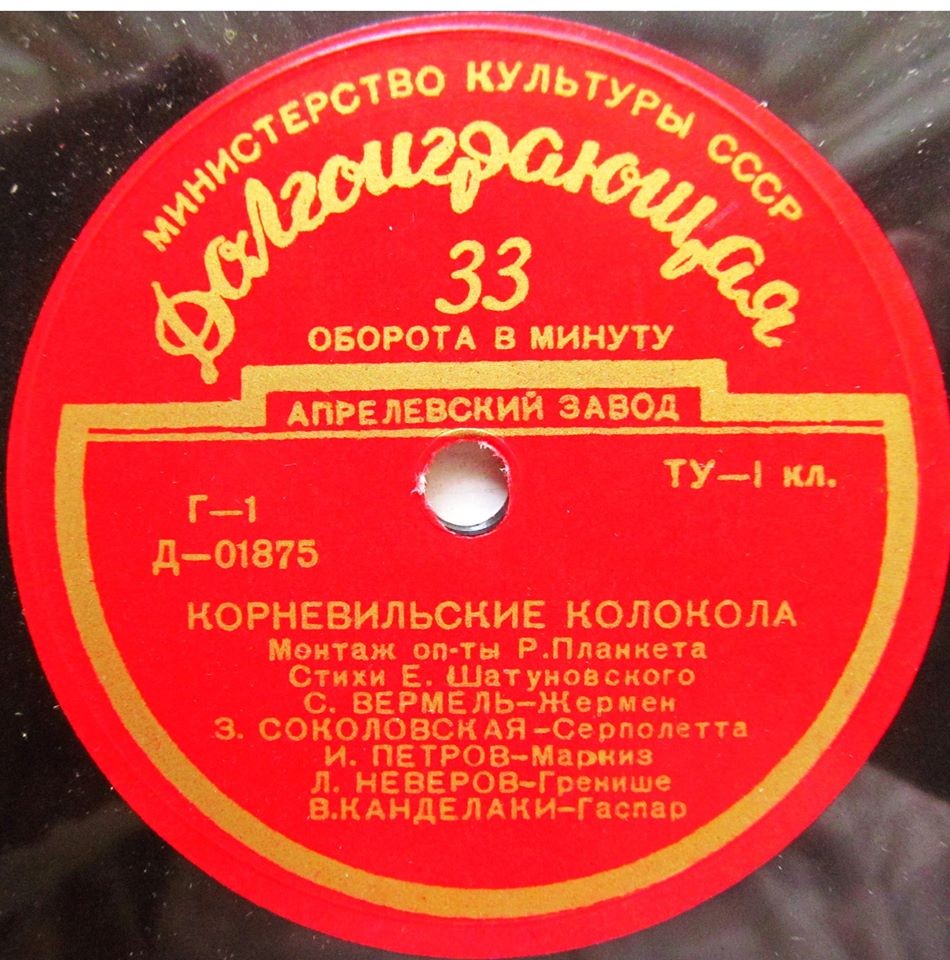 МИНИСТЕРСТВО КУЛЬТУРЫ СССР
Долгоиграющая
33
ОБОРОТА В МИНУТУ
АПРЕЛЕВСКИЙ ЗАВОД
ТУ—I кл.
Г—1
Д—01875
КОРНЕВИЛЬСКИЕ КОЛОКОЛА
Монтаж оп-ты Р.Планкета
Стихи Е. Шатуновского
С. ВЕРМЕЛЬ—Жермен
З. СОКОЛОВСКАЯ—Серполетта
И. ПЕТРОВ—Маркиз
Л. НЕВЕРОВ—Гренише
В.КАНДЕЛАКИ—Гаспар